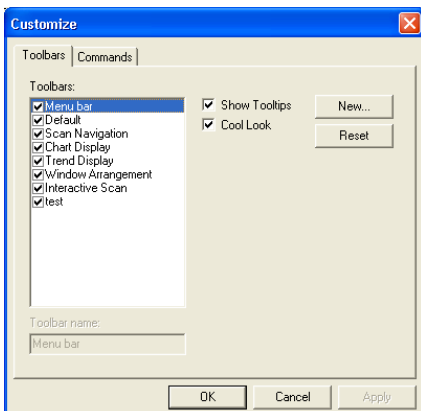 Customize
Toolbars Commands
Toolbars:
Menu bar
Default
Scan Navigation
Chart Display
Trend Display
Window Arrangement
Interactive Scan
test
Show Tooltips
Cool Look
New...
Reset
Toolbar name:
Menu bar
OK Cancel Apply